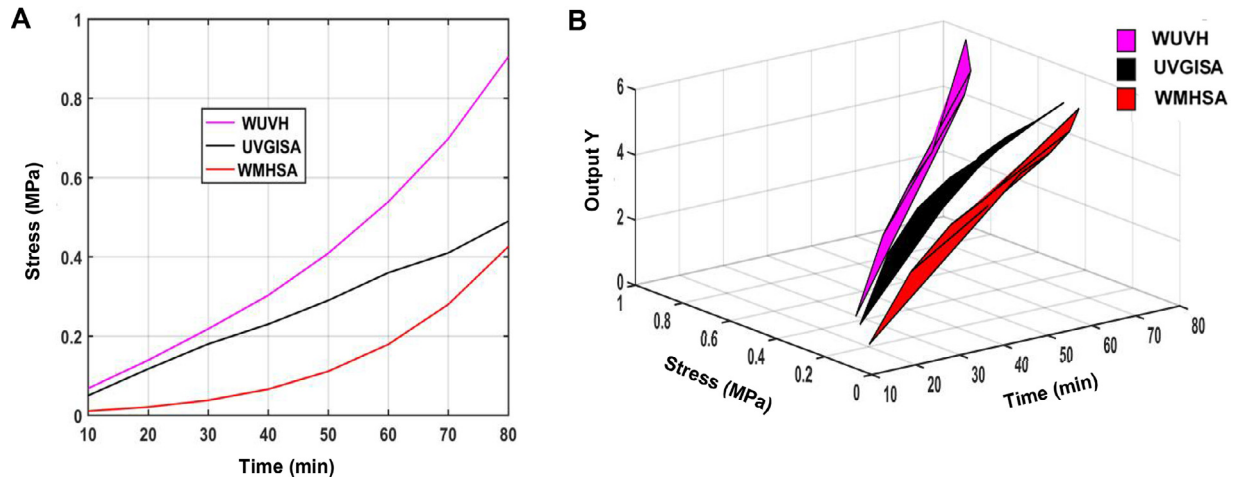 A
1
0.8
0.6
0.4
0.2
0
Stress (MPa)
WUVH
UVGISA
WMHSA
10 20 30 40 50 60 70 80
Time (min)
B
WUVH
UVGISA
WMHSA
6
4
2
0
Output Y
1
0.8
0.6
0.4
0.2
0
Stress (MPa)
10
20
30
40
50
60
70
80
Time (min)